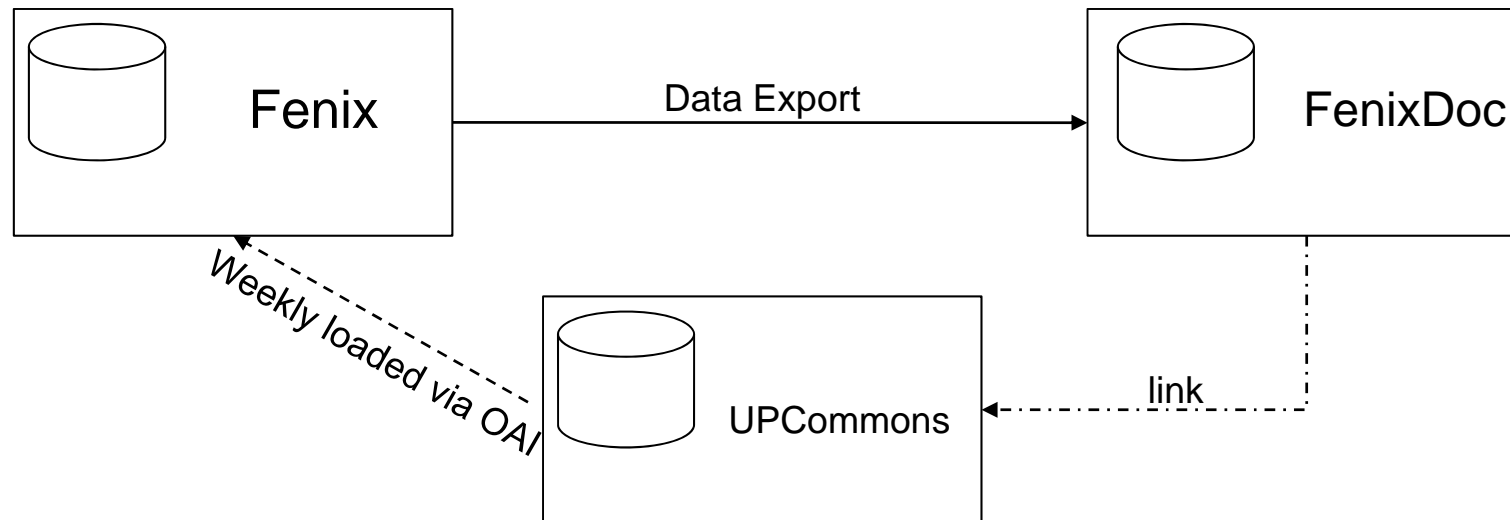 Fenix
Data Export
FenixDoc
Weekly loaded via OAI
UPCommons
link